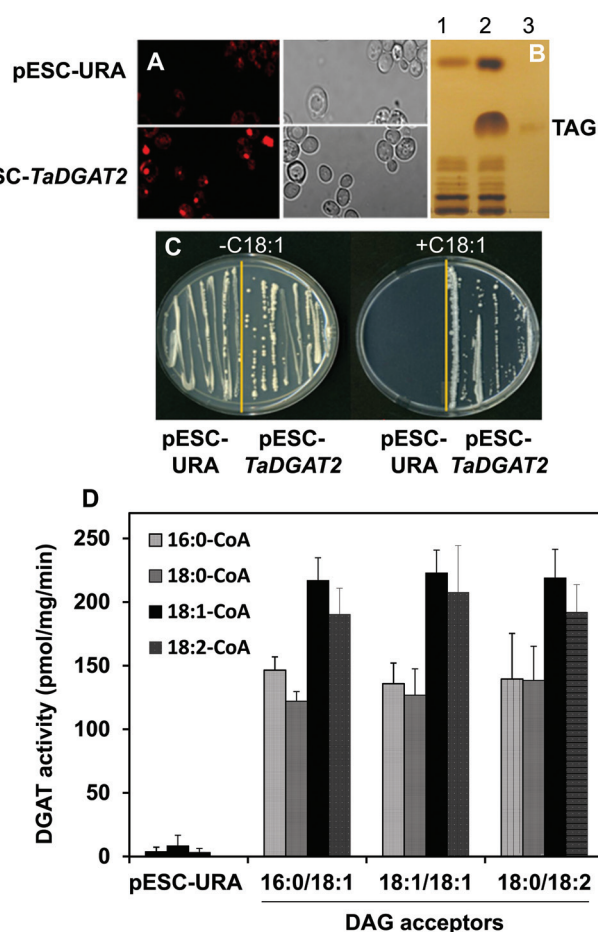 1 2 3
pESC-URA
A
B
TAG
SC-TaDGAT2
C
-C18:1
+C18:1
pESC-
URA
pESC-
TaDGAT2
pESC-
URA
pESC-
TaDGAT2
D
DGAT activity (pmol/mg/min)
250
200
150
100
50
0
16:0-CoA
18:0-CoA
18:1-CoA
18:2-CoA
pESC-URA
16:0/18:1
18:1/18:1
18:0/18:2
DAG acceptors